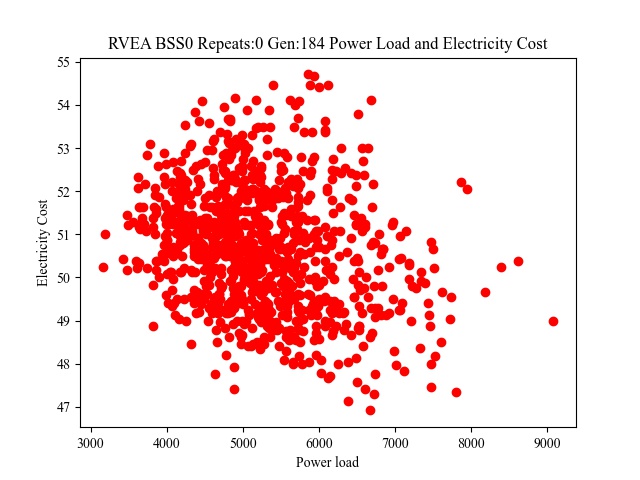 RVEA BSS0 Repeats:0 Gen:184 Power Load and Electricity Cost
55
54
53
52
51
50
49
48
47
Electricity Cost
3000 4000 5000 6000 7000 8000 9000
Power load